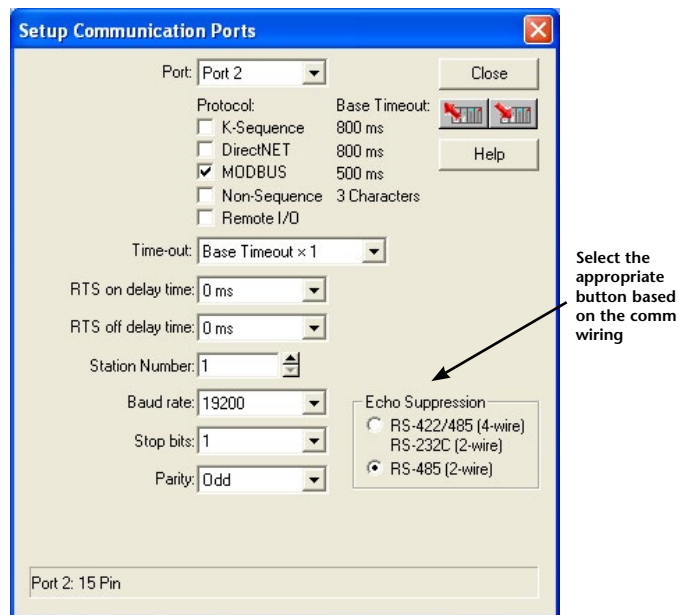 Setup Communication Ports
Port: Port 2
Close
Protocol: Base Timeout:
K-Sequence 800 ms
DirectNET 800 ms
Help
MODBUS 500 ms
Non-Sequence 3 Characters
Remote I/O
Time-out: Base Timeout × 1
RTS on delay time: 0 ms
RTS off delay time: 0 ms
Station Number: 1
Baud rate: 19200
Stop bits: 1
Parity: Odd
Echo Suppression
RS-422/485 (4-wire)
RS-232C (2-wire)
RS-485 (2-wire)
Port 2: 15 Pin
Select the
appropriate
button based
on the comm
wiring